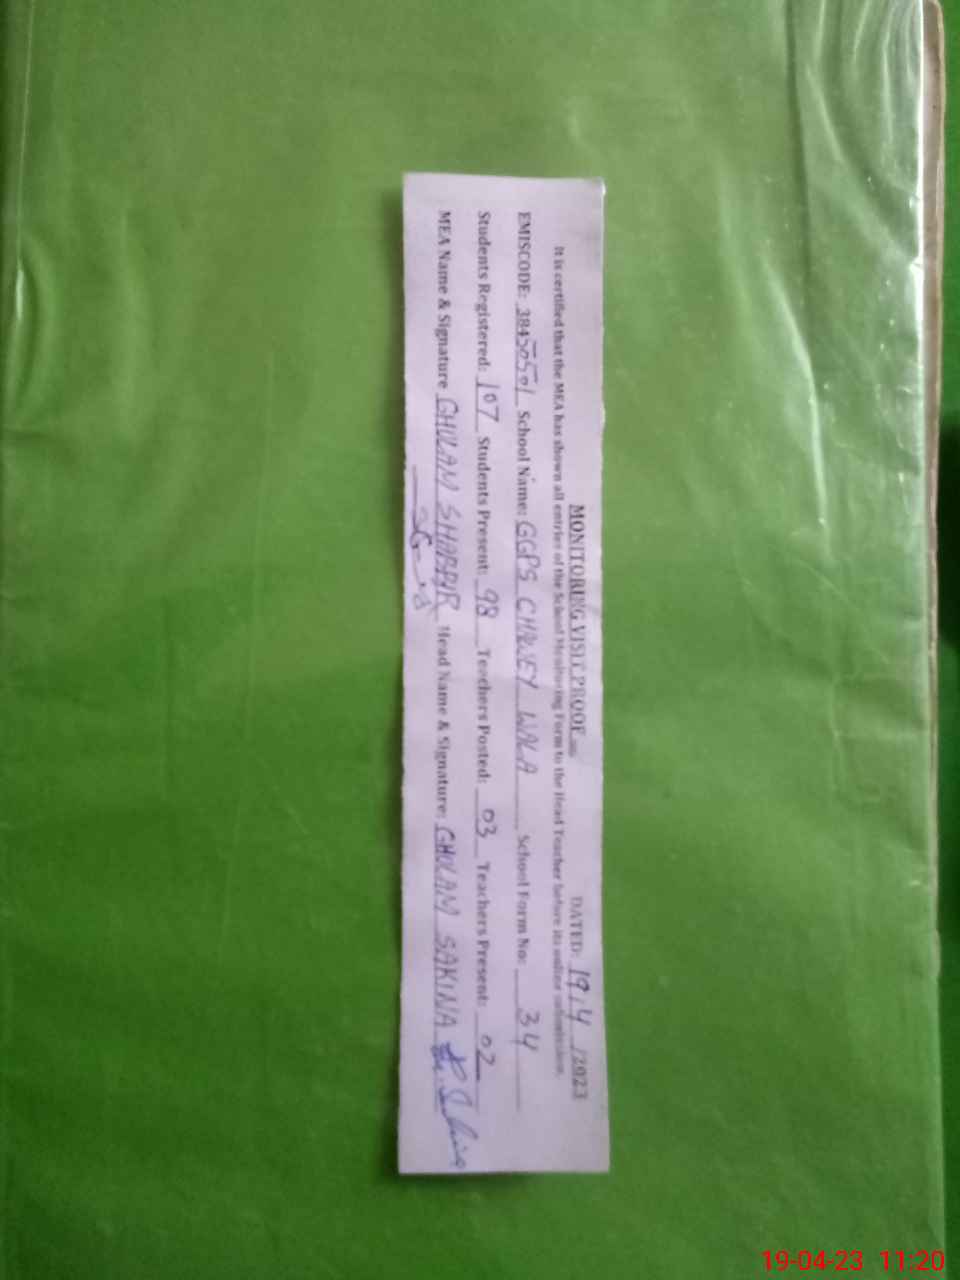 MONITORING VISIT PROOF DATED: 19/4/2023
It is certified that the MEA has shown all entries of the School Monitoring Form to the Head Teacher before its online submission.
EMISCODE: 38450501 School Name: GGPS CHANEY WALA School Form No: 34
Students Registered: 107 Students Present: 98 Teachers Posted: 03 Teachers Present: 02
MEA Name & Signature GHULAM SHABBIR Head Name & Signature: GHULAM SAKINA
19-04-23 11:20